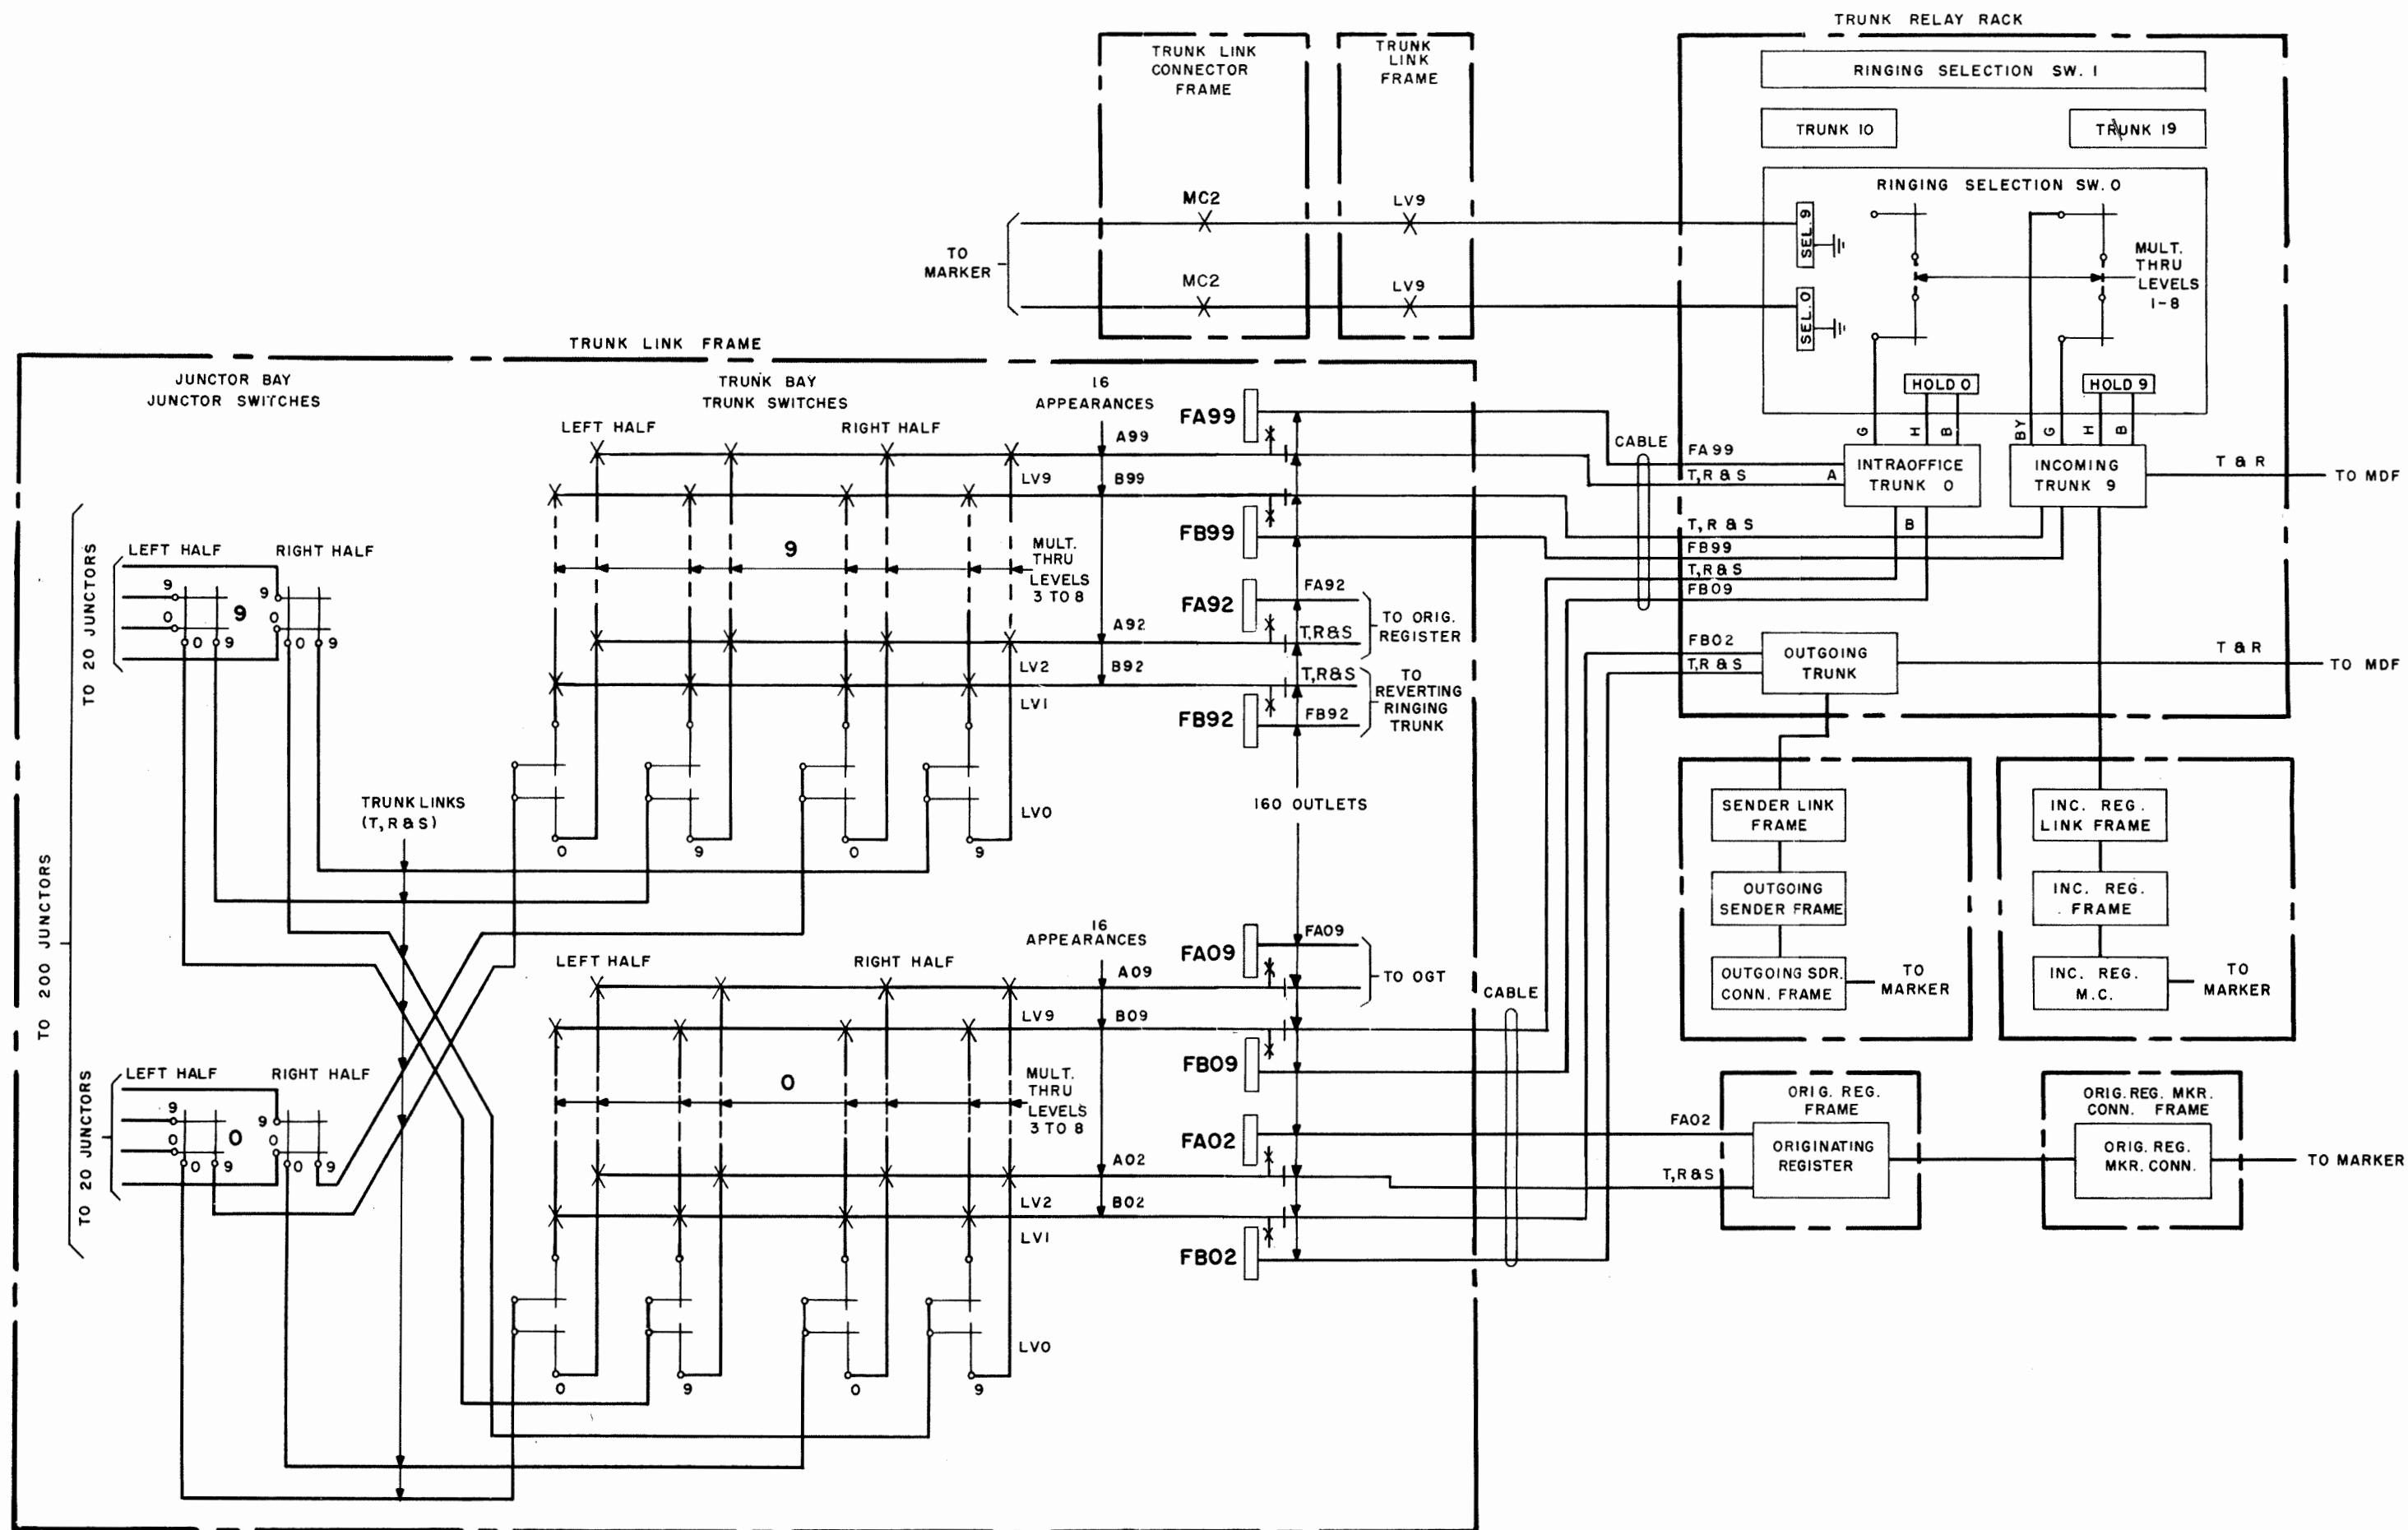 TRUNK RELAY RACK
RINGING SELECTION SW. 1
TRUNK 10
TRUNK 19
RINGING SELECTION SW. 0
SEL. 9
SEL. 0
MULT.
THRU
LEVELS
1-8
HOLD 0
HOLD 9
G
H
B
BY
G
H
B
TRUNK LINK
CONNECTOR
FRAME
TRUNK
LINK
FRAME
MC2
LV9
TO
MARKER
MC2
LV9
TRUNK LINK FRAME
JUNCTOR BAY
JUNCTOR SWITCHES
TRUNK BAY
TRUNK SWITCHES
16
APPEARANCES
LEFT HALF
RIGHT HALF
A99
LV9
B99
9
MULT.
THRU
LEVELS
3 TO 8
A92
LV2
B92
LV1
LV0
0
9
0
9
FA99
FB99
FA92
FB92
FA92
T,R&S
TO ORIG.
REGISTER
T,R&S
FB92
TO
REVERTING
RINGING
TRUNK
160 OUTLETS
CABLE
FA99
T,R&S
A
INTRAOFFICE
TRUNK 0
INCOMING
TRUNK 9
T & R
TO MDF
T,R&S
B
FB99
T,R&S
FB09
FB02
T,R&S
OUTGOING
TRUNK
T & R
TO MDF
TO 200 JUNCTORS
TO 20 JUNCTORS
LEFT HALF
RIGHT HALF
9
0
9
0
9
9
0
0
9
TRUNK LINKS
(T,R&S)
TO 20 JUNCTORS
LEFT HALF
RIGHT HALF
9
0
0
0
9
9
0
0
9
16
APPEARANCES
LEFT HALF
RIGHT HALF
A09
LV9
B09
0
MULT.
THRU
LEVELS
3 TO 8
A02
LV2
B02
LV1
LV0
0
9
0
9
FA09
FB09
FA02
FB02
FA09
TO OGT
CABLE
SENDER LINK
FRAME
OUTGOING
SENDER FRAME
OUTGOING SDR.
CONN. FRAME
TO
MARKER
INC. REG.
LINK FRAME
INC. REG.
FRAME
INC. REG.
M.C.
TO
MARKER
FA02
T,R&S
ORIG. REG.
FRAME
ORIGINATING
REGISTER
ORIG. REG. MKR.
CONN. FRAME
ORIG. REG.
MKR. CONN.
TO MARKER